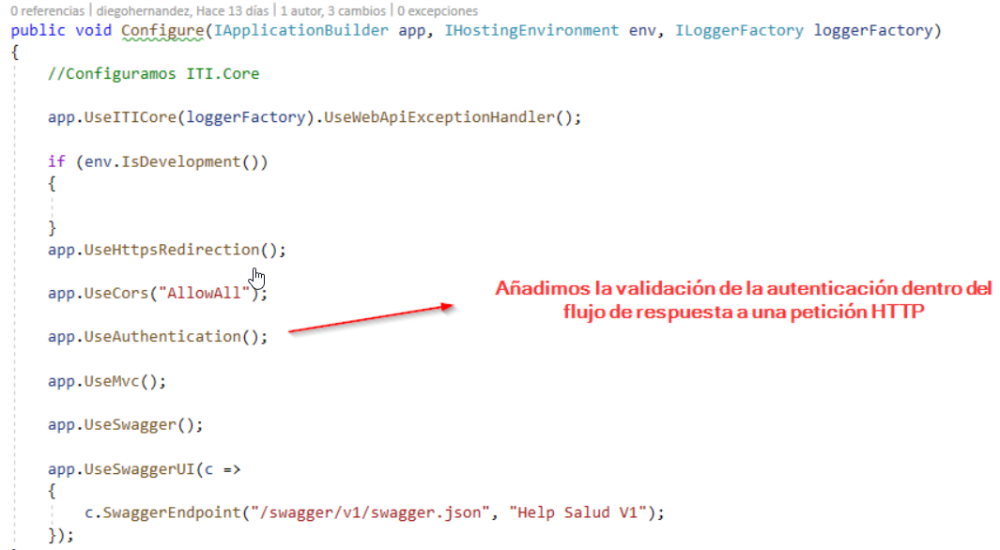 0 referencias | diegohernandez, Hace 13 días | 1 autor, 3 cambios | 0 excepciones
public void Configure(IApplicationBuilder app, IHostingEnvironment env, ILoggerFactory loggerFactory)
{
    //Configuramos ITI.Core
    app.UseITICore(loggerFactory).UseWebApiExceptionHandler();
    if (env.IsDevelopment())
    {
    }
    app.UseHttpsRedirection();
    app.UseCors("AllowAll");
    app.UseAuthentication();
Añadimos la validación de la autenticación dentro del
flujo de respuesta a una petición HTTP
    app.UseMvc();
    app.UseSwagger();
    app.UseSwaggerUI(c =>
    {
        c.SwaggerEndpoint("/swagger/v1/swagger.json", "Help Salud V1");
    });